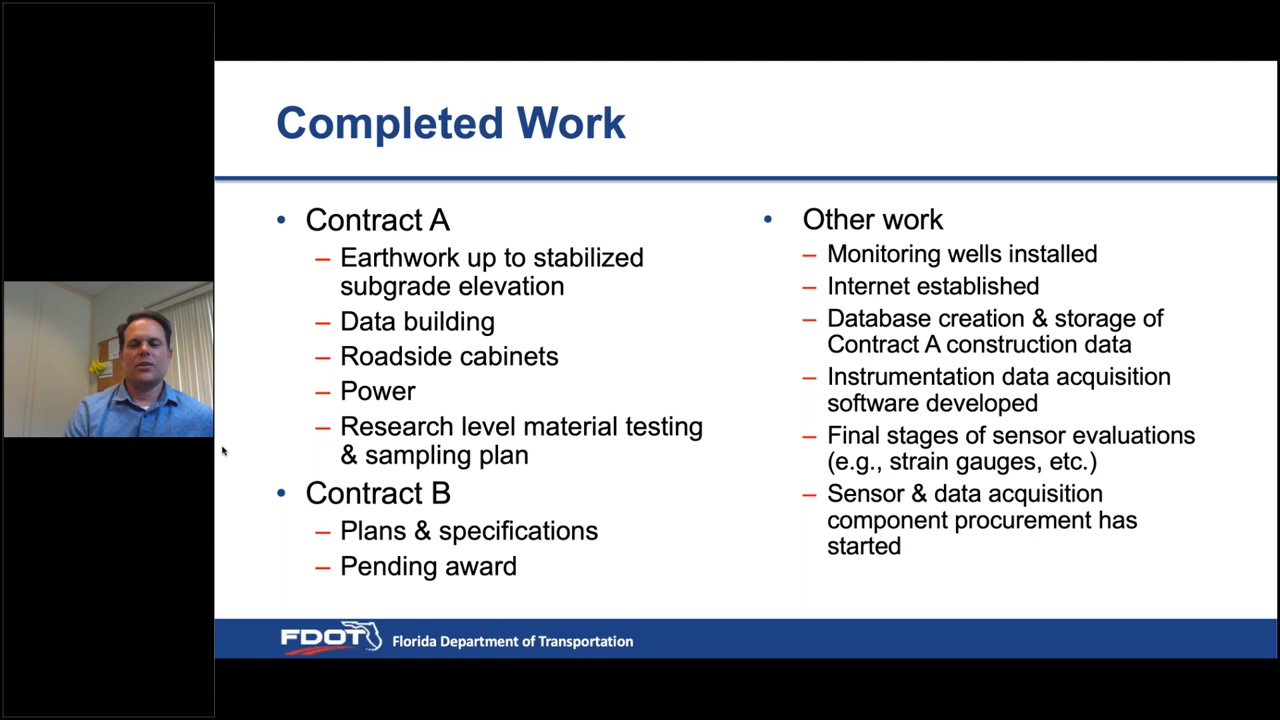 Completed Work
• Contract A
– Earthwork up to stabilized
subgrade elevation
– Data building
– Roadside cabinets
– Power
– Research level material testing
& sampling plan
• Contract B
– Plans & specifications
– Pending award
• Other work
– Monitoring wells installed
– Internet established
– Database creation & storage of
Contract A construction data
– Instrumentation data acquisition
software developed
– Final stages of sensor evaluations
(e.g., strain gauges, etc.)
– Sensor & data acquisition
component procurement has
started
FDOT Florida Department of Transportation